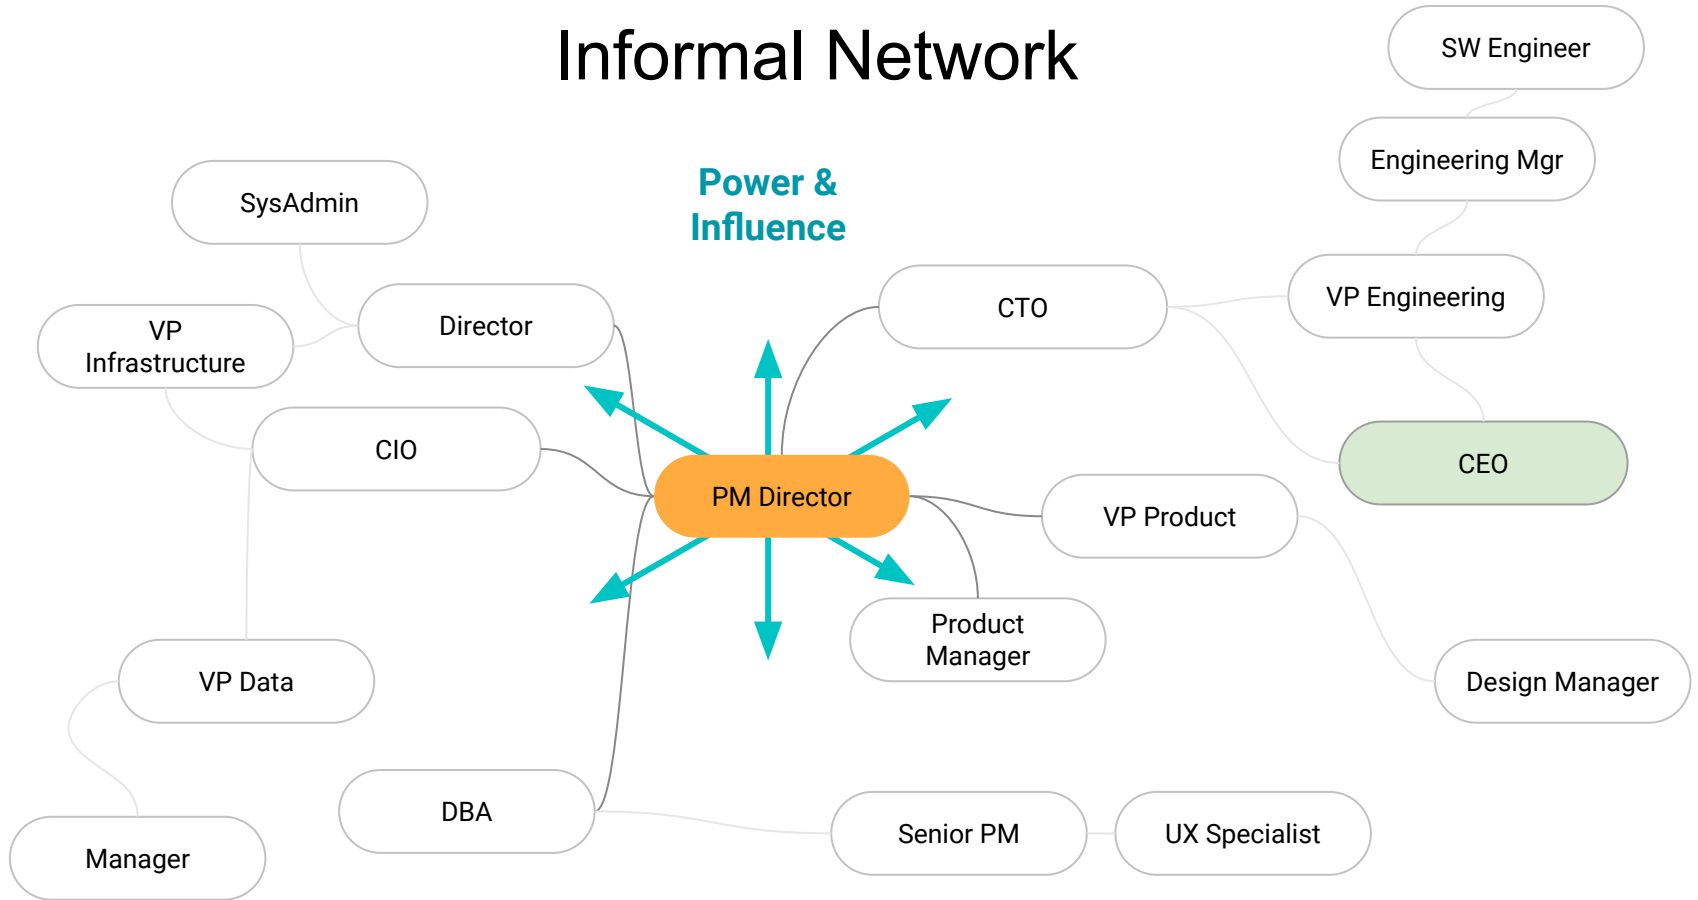 Informal Network
SW Engineer
Engineering Mgr
Power &
Influence
SysAdmin
VP Engineering
CTO
Director
VP
Infrastructure
CIO
CEO
PM Director
VP Product
Product
Manager
VP Data
Design Manager
DBA
Senior PM
UX Specialist
Manager